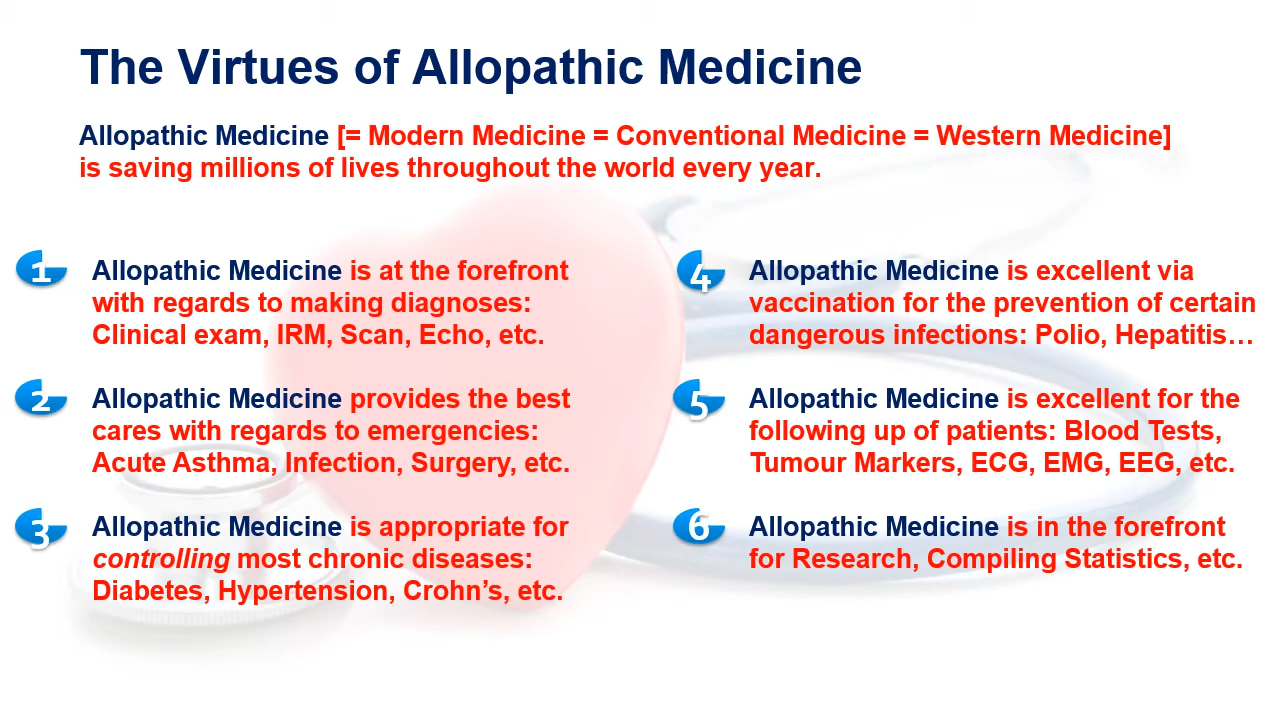 The Virtues of Allopathic Medicine
Allopathic Medicine [= Modern Medicine = Conventional Medicine = Western Medicine]
is saving millions of lives throughout the world every year.
1
Allopathic Medicine is at the forefront
with regards to making diagnoses:
Clinical exam, IRM, Scan, Echo, etc.
2
Allopathic Medicine provides the best
cares with regards to emergencies:
Acute Asthma, Infection, Surgery, etc.
3
Allopathic Medicine is appropriate for
controlling most chronic diseases:
Diabetes, Hypertension, Crohn’s, etc.
4
Allopathic Medicine is excellent via
vaccination for the prevention of certain
dangerous infections: Polio, Hepatitis…
5
Allopathic Medicine is excellent for the
following up of patients: Blood Tests,
Tumour Markers, ECG, EMG, EEG, etc.
6
Allopathic Medicine is in the forefront
for Research, Compiling Statistics, etc.